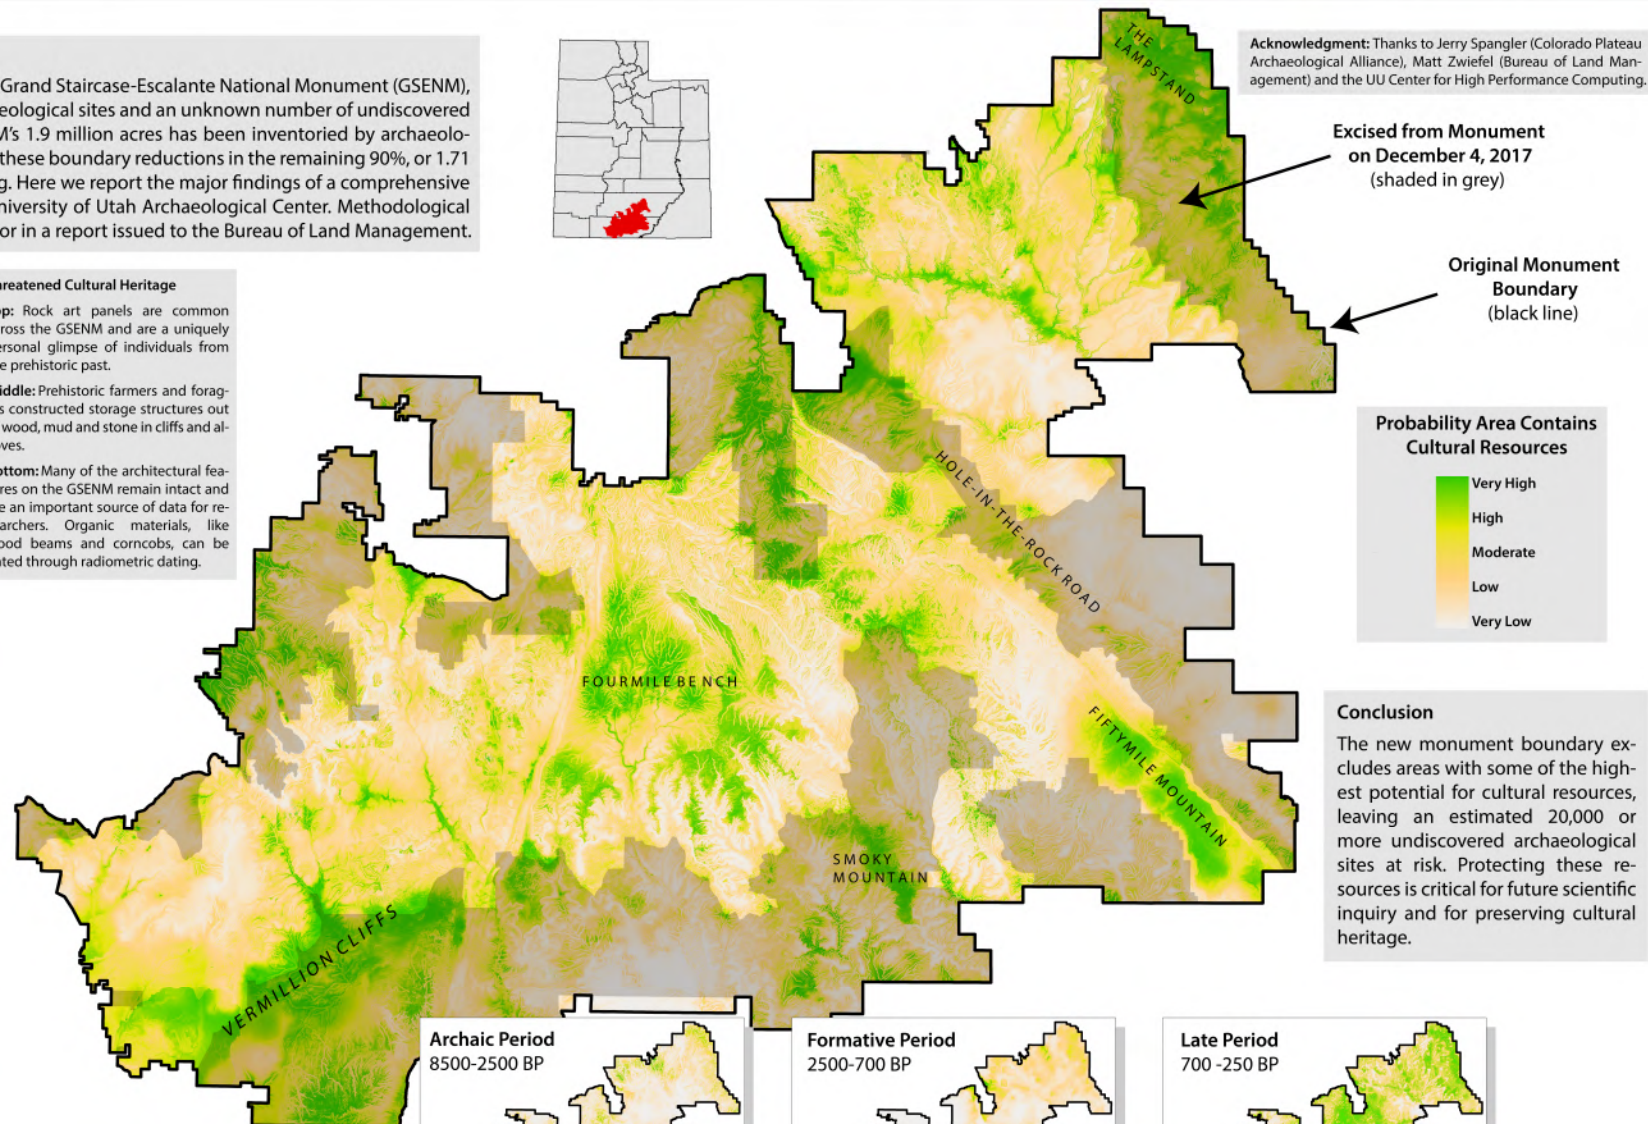 Grand Staircase-Escalante National Monument (GSENM),
eological sites and an unknown number of undiscovered
M's 1.9 million acres has been inventoried by archaeolo-
these boundary reductions in the remaining 90%, or 1.71
g. Here we report the major findings of a comprehensive
niversity of Utah Archaeological Center. Methodological
or in a report issued to the Bureau of Land Management.
Acknowledgment: Thanks to Jerry Spangler (Colorado Plateau
Archaeological Alliance), Matt Zwiefel (Bureau of Land Man-
agement) and the UU Center for High Performance Computing.
THE
LAMPSTAND
Excised from Monument
on December 4, 2017
(shaded in grey)
Original Monument
Boundary
(black line)
reatened Cultural Heritage
op: Rock art panels are common
ross the GSENM and are a uniquely
ersonal glimpse of individuals from
e prehistoric past.
iddle: Prehistoric farmers and forag-
s constructed storage structures out
wood, mud and stone in cliffs and al-
oves.
ottom: Many of the architectural fea-
res on the GSENM remain intact and
e an important source of data for re-
archers. Organic materials, like
ood beams and corncobs, can be
ted through radiometric dating.
Probability Area Contains
Cultural Resources
Very High
High
Moderate
Low
Very Low
HOLE-IN-THE-ROCK ROAD
FOURMILE BENCH
FIFTYMILE MOUNTAIN
SMOKY
MOUNTAIN
VERMILLION CLIFFS
Conclusion
The new monument boundary ex-
cludes areas with some of the high-
est potential for cultural resources,
leaving an estimated 20,000 or
more undiscovered archaeological
sites at risk. Protecting these re-
sources is critical for future scientific
inquiry and for preserving cultural
heritage.
Archaic Period
8500-2500 BP
Formative Period
2500-700 BP
Late Period
700 -250 BP